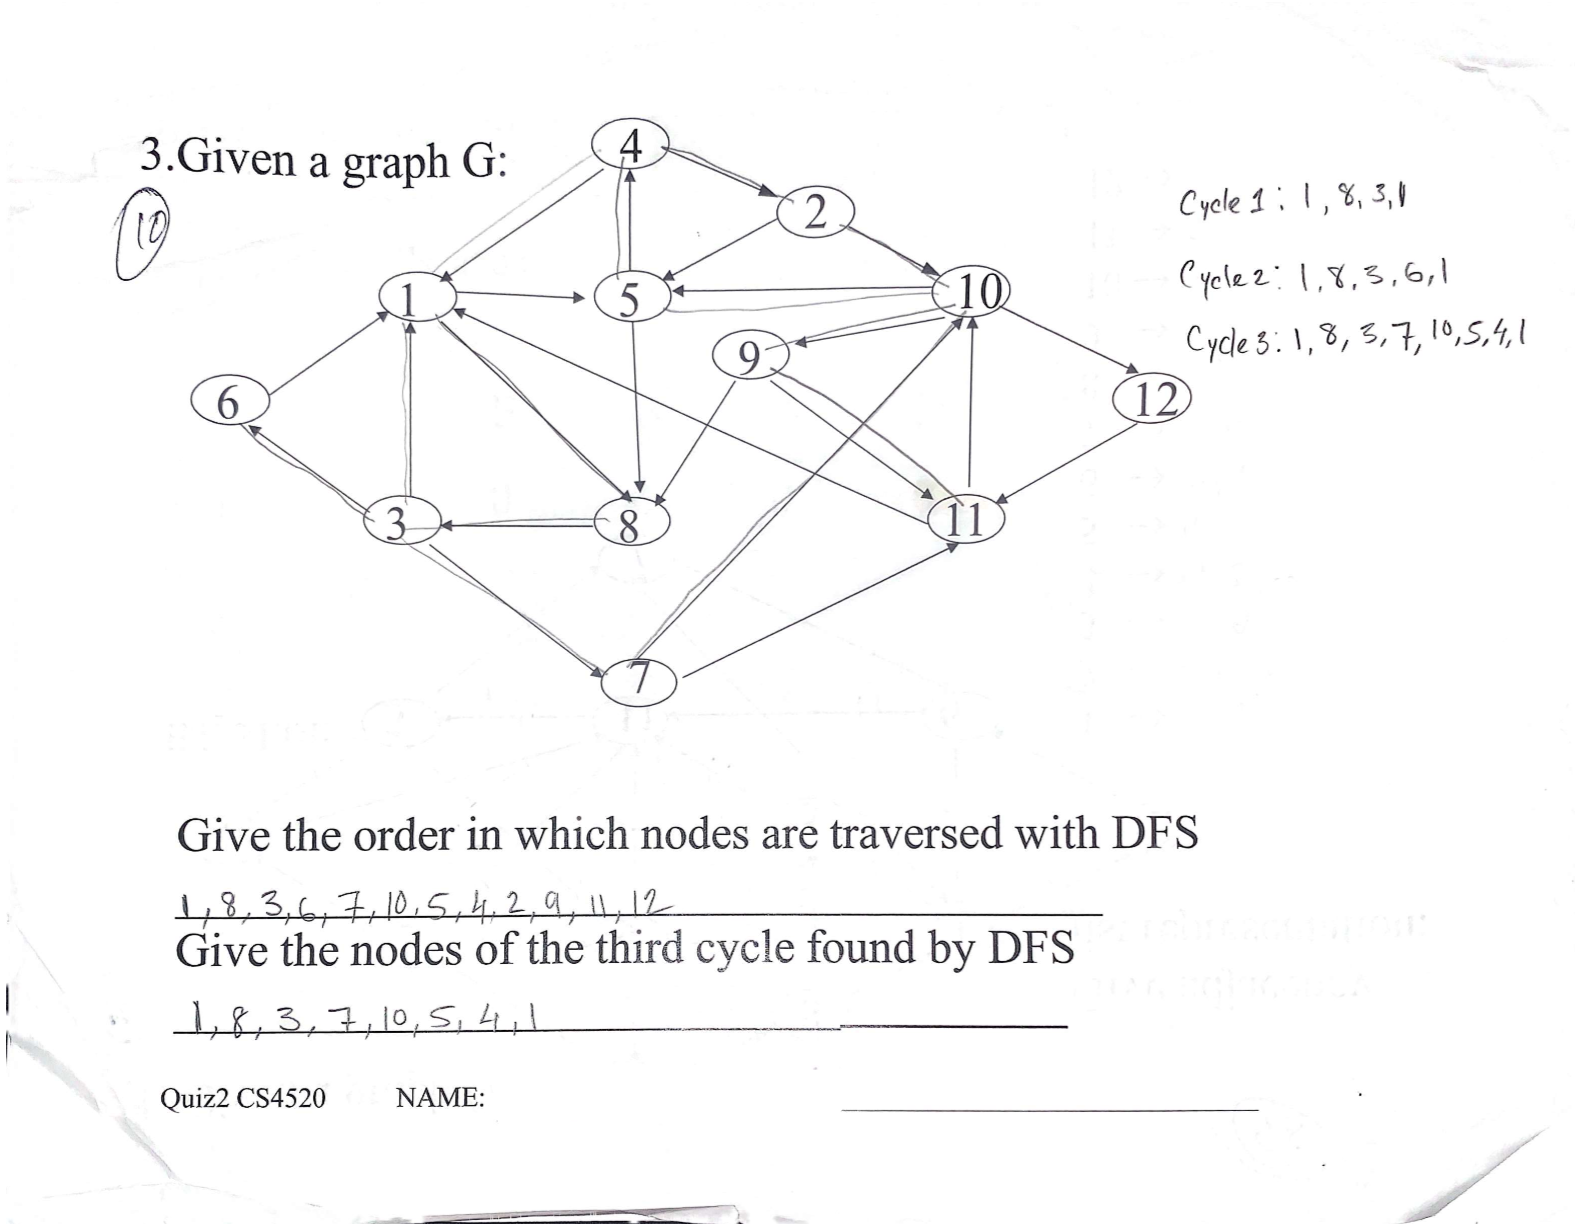 3.Given a graph G:
10
4
2
Cycle 1: 1, 8, 3, 1
Cycle 2: 1, 8, 3, 6, 1
Cycle 3: 1, 8, 3, 7, 10, 5, 4, 1
1
5
10
9
6
12
3
8
11
7
Give the order in which nodes are traversed with DFS
1, 8, 3, 6, 7, 10, 5, 4, 2, 9, 11, 12
Give the nodes of the third cycle found by DFS
1, 8, 3, 7, 10, 5, 4, 1
Quiz2 CS4520 NAME: